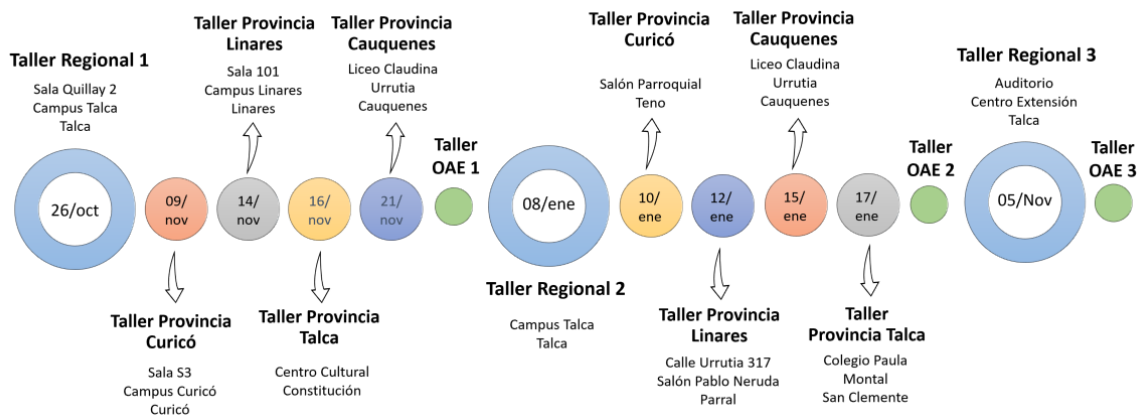 Taller Regional 1
Sala Quillay 2
Campus Talca
Talca
26/oct
09/
nov
Taller Provincia
Curicó
Sala S3
Campus Curicó
Curicó
Taller Provincia
Linares
Sala 101
Campus Linares
Linares
14/
nov
16/
nov
Taller Provincia
Talca
Centro Cultural
Constitución
Taller Provincia
Cauquenes
Liceo Claudina
Urrutia
Cauquenes
21/
nov
Taller
OAE 1
08/ene
Taller Regional 2
Campus Talca
Talca
Taller Provincia
Curicó
Salón Parroquial
Teno
10/
ene
12/
ene
Taller Provincia
Linares
Calle Urrutia 317
Salón Pablo Neruda
Parral
Taller Provincia
Cauquenes
Liceo Claudina
Urrutia
Cauquenes
15/
ene
17/
ene
Taller
Provincia Talca
Colegio Paula
Montal
San Clemente
Taller
OAE 2
Taller Regional 3
Auditorio
Centro Extensión
Talca
05/Nov
Taller
OAE 3